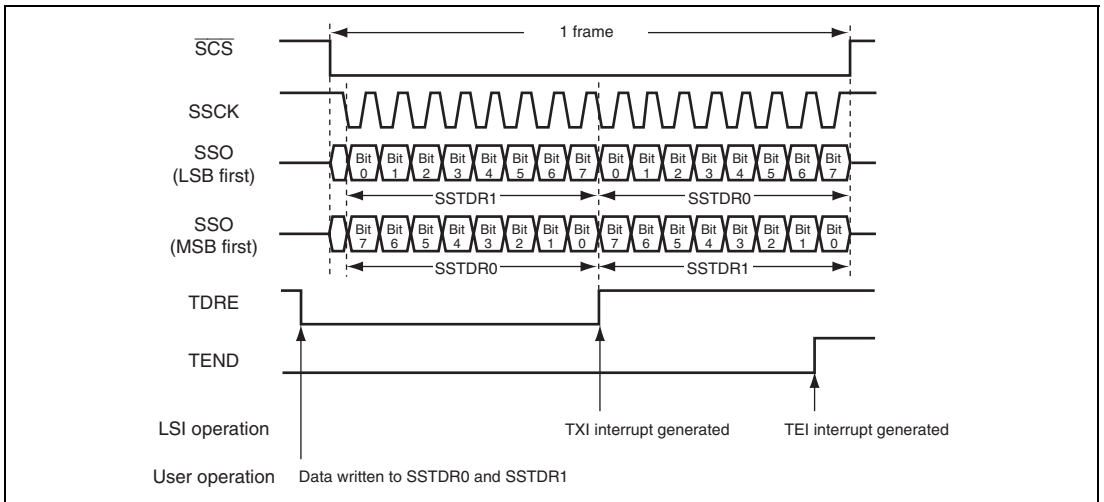 1 frame
SCS
SSCK
SSO
(LSB first)
Bit 0 Bit 1 Bit 2 Bit 3 Bit 4 Bit 5 Bit 6 Bit 7 Bit 0 Bit 1 Bit 2 Bit 3 Bit 4 Bit 5 Bit 6 Bit 7
SSTDR1 SSTDR0
SSO
(MSB first)
Bit 7 Bit 6 Bit 5 Bit 4 Bit 3 Bit 2 Bit 1 Bit 0 Bit 7 Bit 6 Bit 5 Bit 4 Bit 3 Bit 2 Bit 1 Bit 0
SSTDR0 SSTDR1
TDRE
TEND
LSI operation TXI interrupt generated TEI interrupt generated
User operation Data written to SSTDR0 and SSTDR1